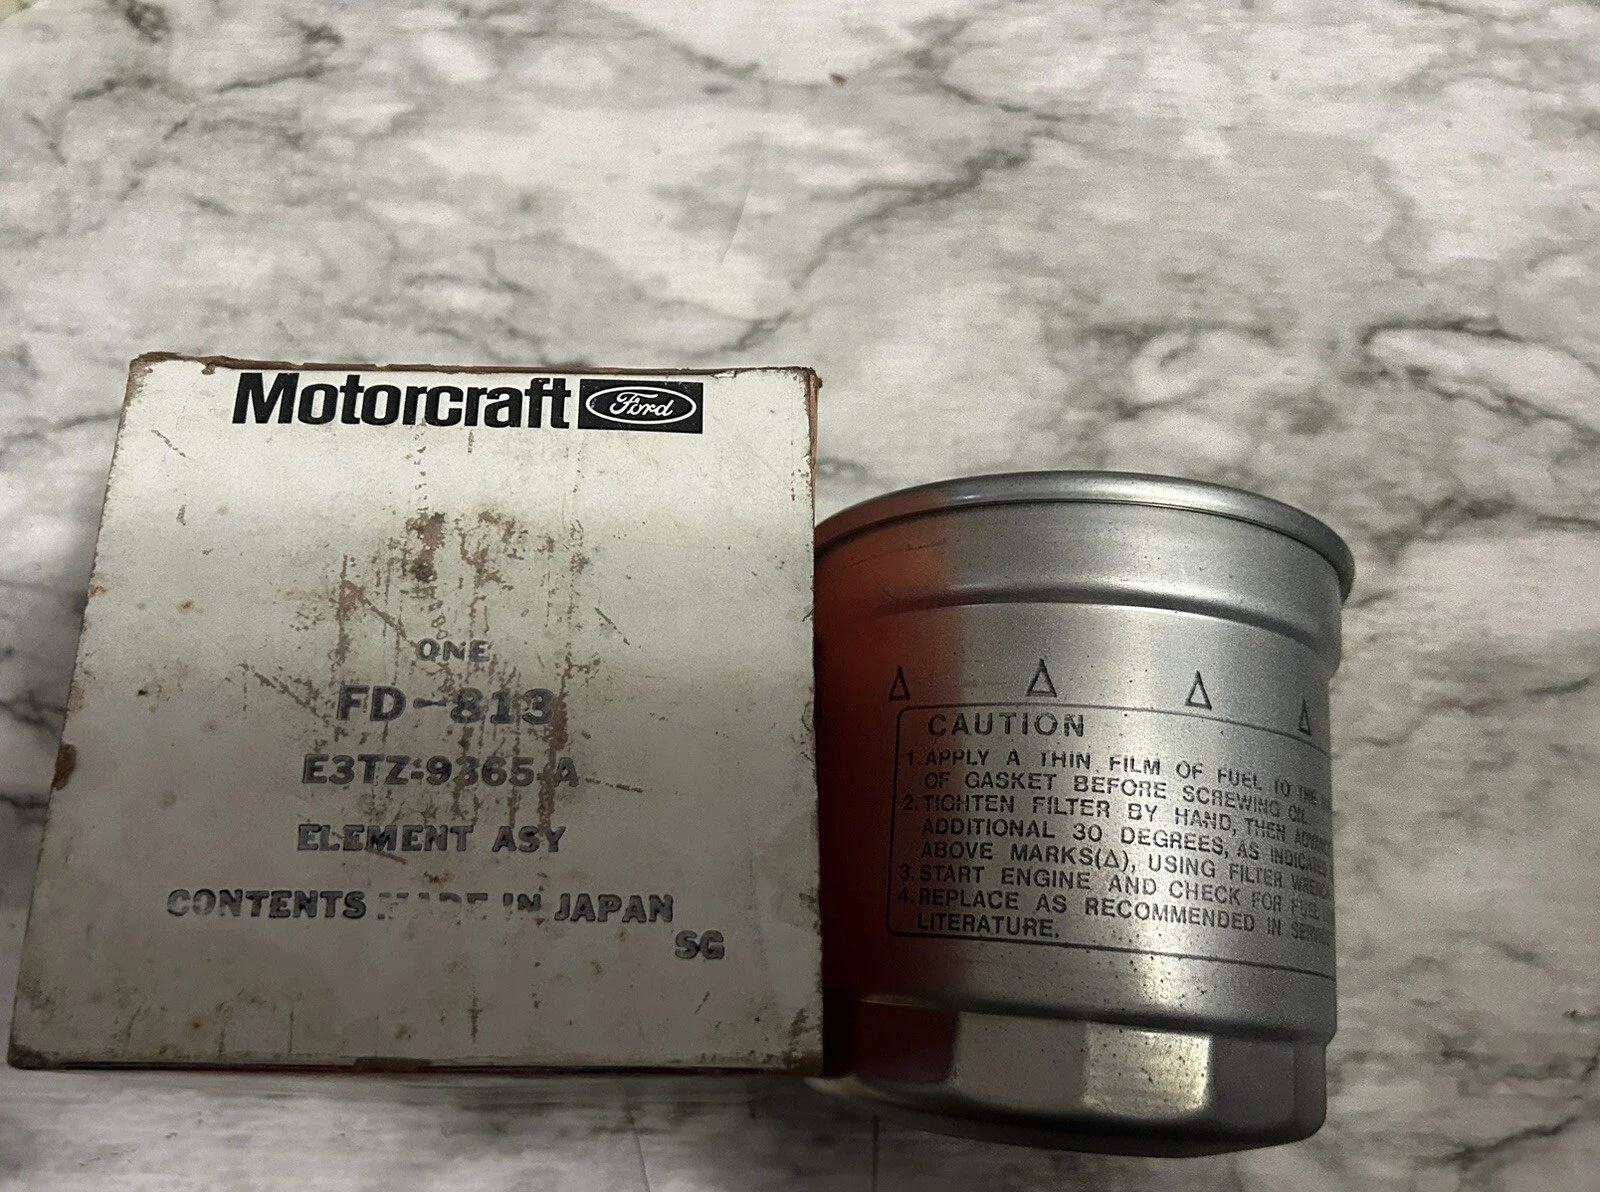 Motorcraft Ford
ONE
FD-813
E3TZ-9365-A
ELEMENT ASY
CONTENTS MADE IN JAPAN
SG
CAUTION
1. APPLY A THIN FILM OF FUEL TO THE
OF GASKET BEFORE SCREWING
2. TIGHTEN FILTER BY HAND, THEN
ADDITIONAL 30 DEGREES, AS INDICATED
ABOVE MARKS(Δ), USING FILTER
3. START ENGINE AND CHECK FOR FUEL
4. REPLACE AS RECOMMENDED IN
LITERATURE.